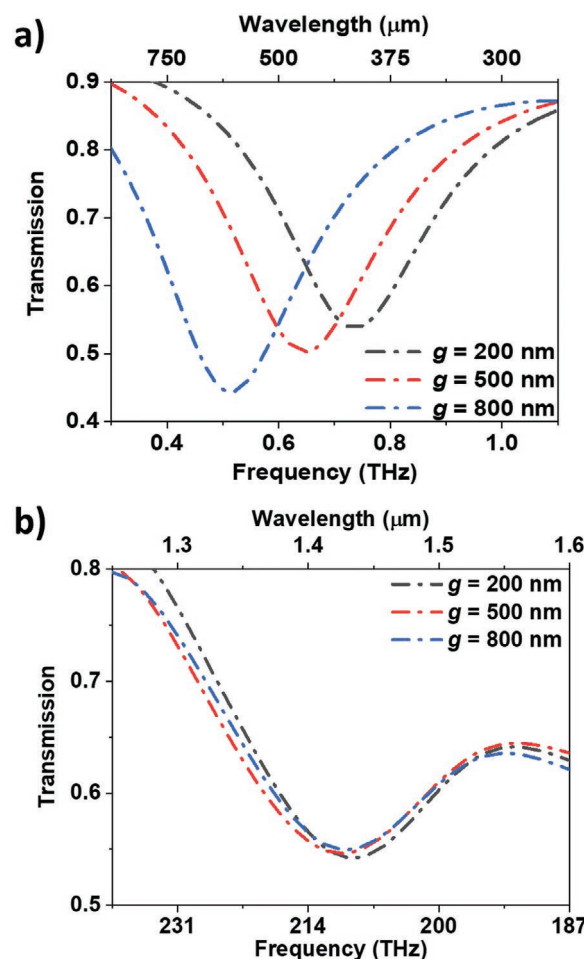 a)
Wavelength (μm)
750 500 375 300
0.9
0.8
0.7
0.6
0.5
0.4
Transmission
g = 200 nm
g = 500 nm
g = 800 nm
0.4 0.6 0.8 1.0
Frequency (THz)
b)
Wavelength (μm)
1.3 1.4 1.5 1.6
0.8
0.7
0.6
0.5
Transmission
g = 200 nm
g = 500 nm
g = 800 nm
231 214 200 187
Frequency (THz)